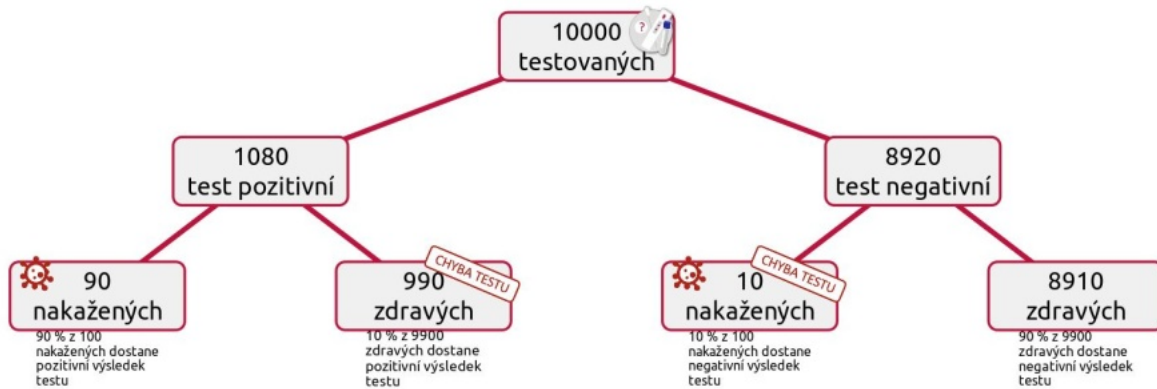 10000
testovaných
?
1080
test pozitivní
8920
test negativní
90
nakažených
90 % z 100
nakažených dostane
pozitivní výsledek
testu
CHYBA TESTU
990
zdravých
10 % z 9900
zdravých dostane
pozitivní výsledek
testu
CHYBA TESTU
10
nakažených
10 % z 100
nakažených dostane
negativní výsledek
testu
8910
zdravých
90 % z 9900
zdravých dostane
negativní výsledek
testu